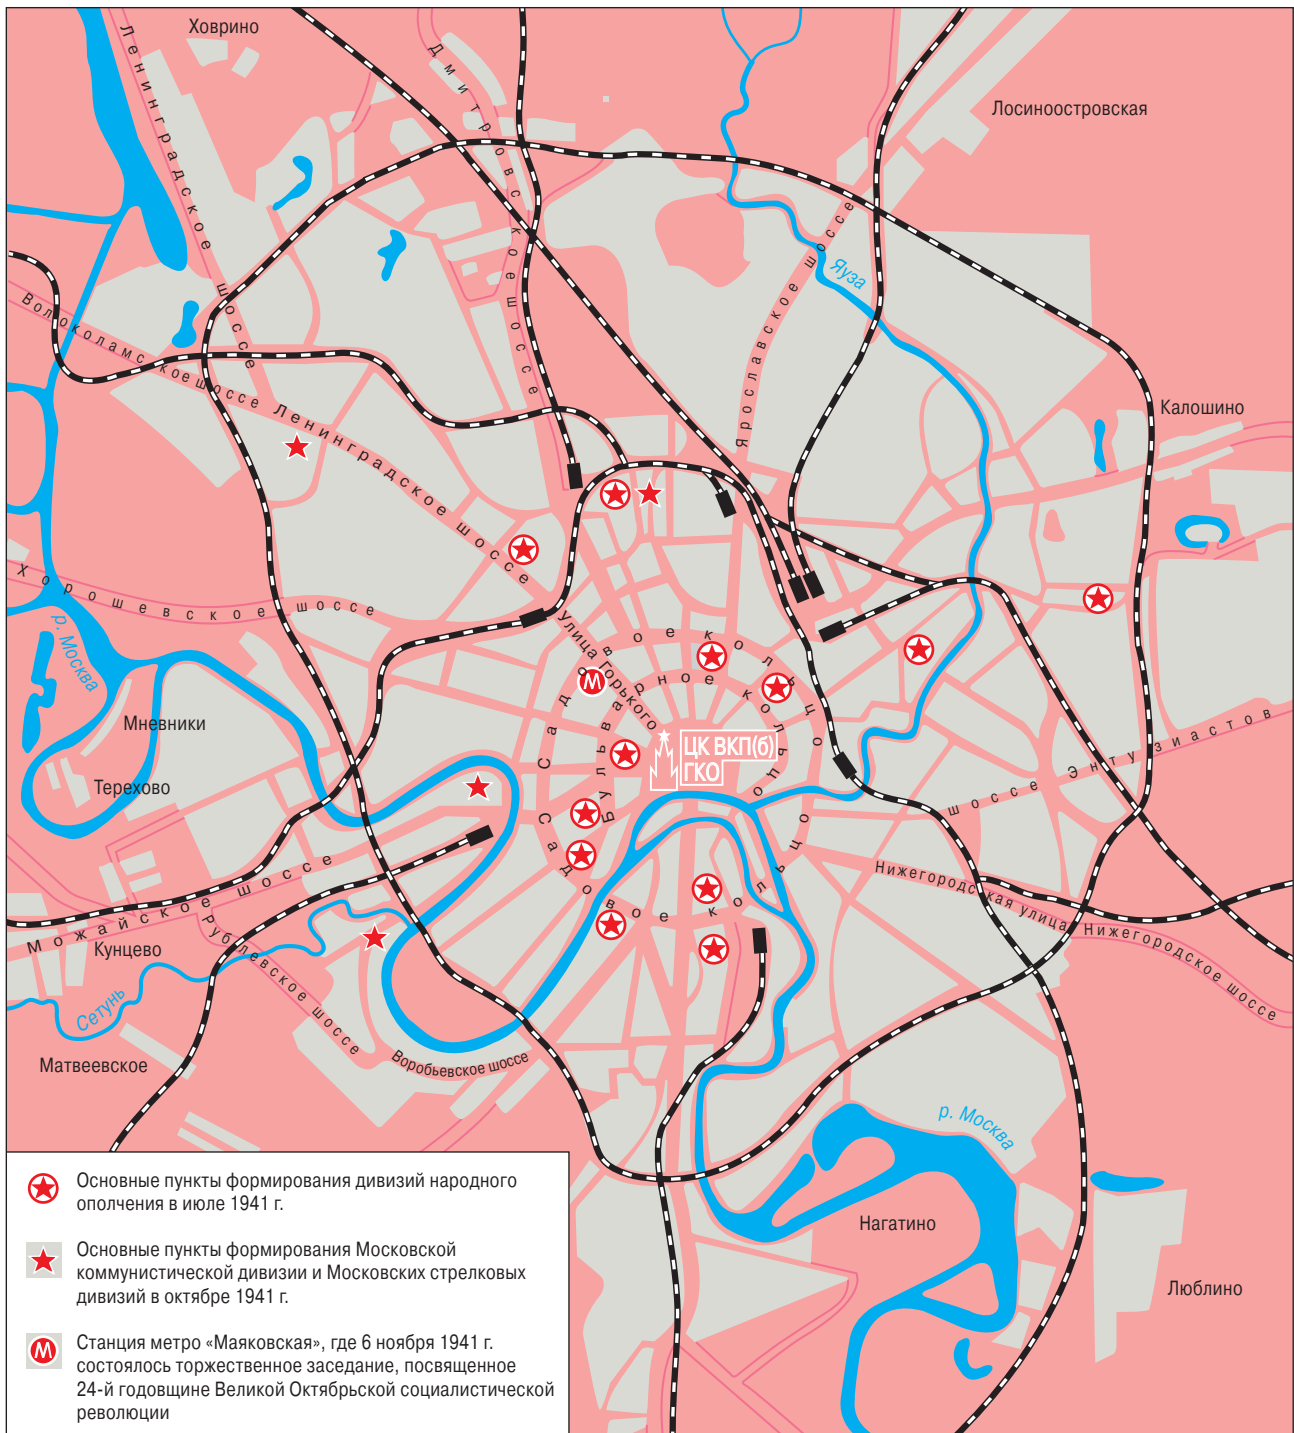 Ховрино
Ленинградское шоссе
Дмитровское шоссе
Лосиноостровская
Яуза
Ярославское шоссе
Волоколамское шоссе
Ленинградское шоссе
Калошино
Хорошевское шоссе
р. Москва
Улица Горького
Садовое кольцо
Бульварное кольцо
М
Мневники
Терехово
ЦК ВКП(б)
ГКО
шоссе Энтузиастов
Садовое кольцо
Можайское шоссе
Нижегородская улица
Нижегородское шоссе
Кунцево
Рублевское шоссе
Сетунь
Матвеевское
Воробьевское шоссе
р. Москва
Нагатино
Люблино
Основные пункты формирования дивизий народного
ополчения в июле 1941 г.
Основные пункты формирования Московской
коммунистической дивизии и Московских стрелковых
дивизий в октябре 1941 г.
М
Станция метро «Маяковская», где 6 ноября 1941 г.
состоялось торжественное заседание, посвященное
24-й годовщине Великой Октябрьской социалистической
революции